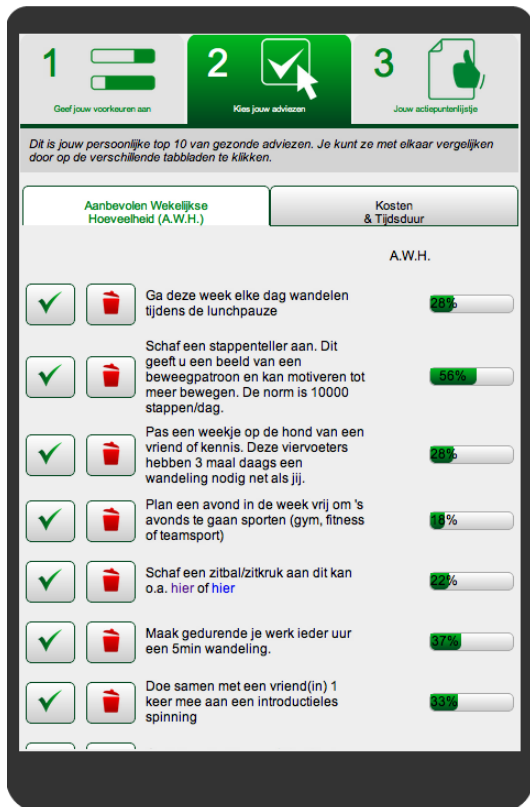 1
2
3
Geef jouw voorkeuren aan
Kies jouw adviezen
Jouw actiepuntenlijstje
Dit is jouw persoonlijke top 10 van gezonde adviezen. Je kunt ze met elkaar vergelijken
door op de verschillende tabbladen te klikken.
Aanbevolen Wekelijkse
Hoeveelheid (A.W.H.)
Kosten
& Tijdsduur
A.W.H.
Ga deze week elke dag wandelen
tijdens de lunchpauze
28%
Schaf een stappenteller aan. Dit
geeft u een beeld van een
beweegpatroon en kan motiveren tot
meer bewegen. De norm is 10000
stappen/dag.
56%
Pas een weekje op de hond van een
vriend of kennis. Deze viervoeters
hebben 3 maal daags een
wandeling nodig net als jij.
28%
Plan een avond in de week vrij om 's
avonds te gaan sporten (gym, fitness
of teamsport)
18%
Schaf een zitbal/zitkruk aan dit kan
o.a. hier of hier
22%
Maak gedurende je werk ieder uur
een 5min wandeling.
37%
Doe samen met een vriend(in) 1
keer mee aan een introductieles
spinning
33%